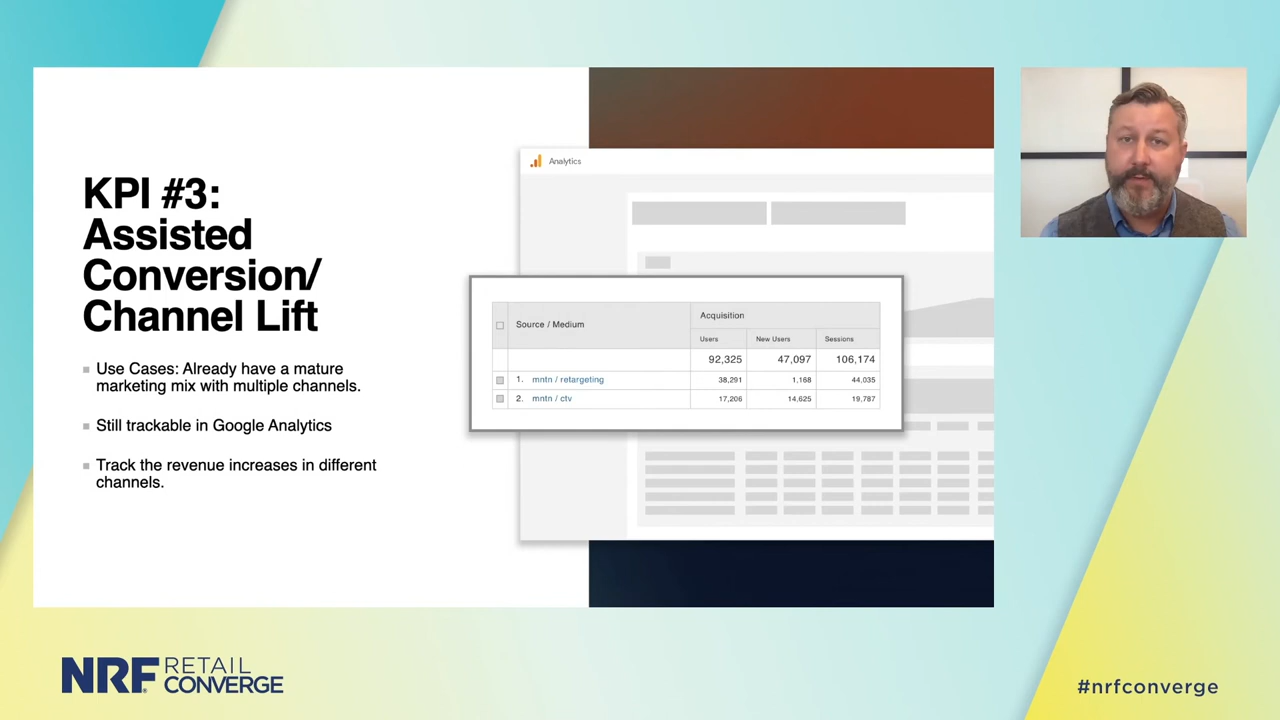 KPI #3:
Assisted
Conversion/
Channel Lift
Use Cases: Already have a mature
marketing mix with multiple channels.
Still trackable in Google Analytics
Track the revenue increases in different
channels.
Analytics
Source / Medium
Acquisition
Users
New Users
Sessions
92,325
47,097
106,174
1. mntn / retargeting
38,291
1,168
44,035
2. mntn / ctv
17,206
14,625
19,787
NRF RETAIL
CONVERGE
#nrfconverge